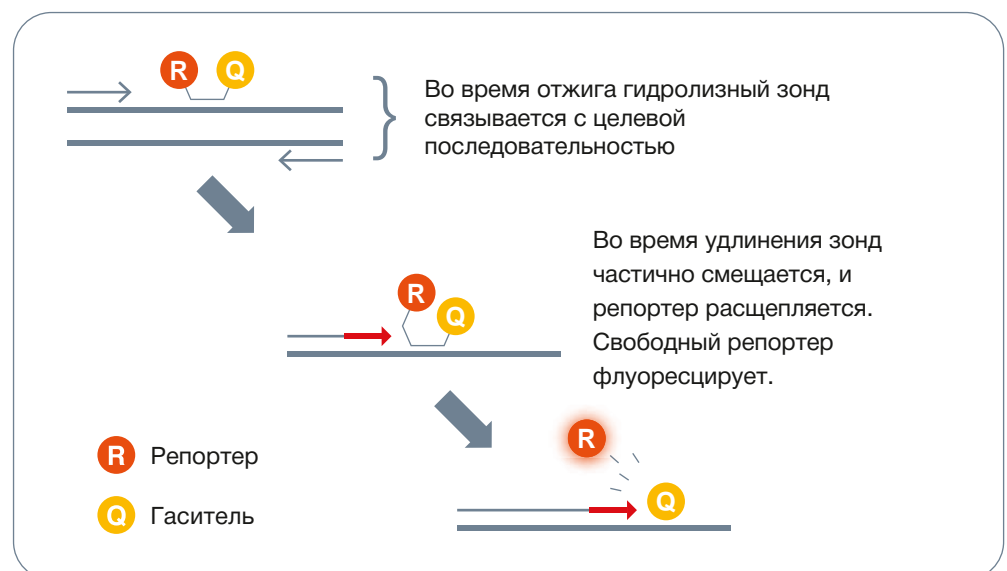 R Q
Во время отжига гидролизный зонд
связывается с целевой
последовательностью
Во время удлинения зонд
частично смещается, и
репортер расщепляется.
Свободный репортер
флуоресцирует.
R
Q
R
Q
R Репортер
Q Гаситель